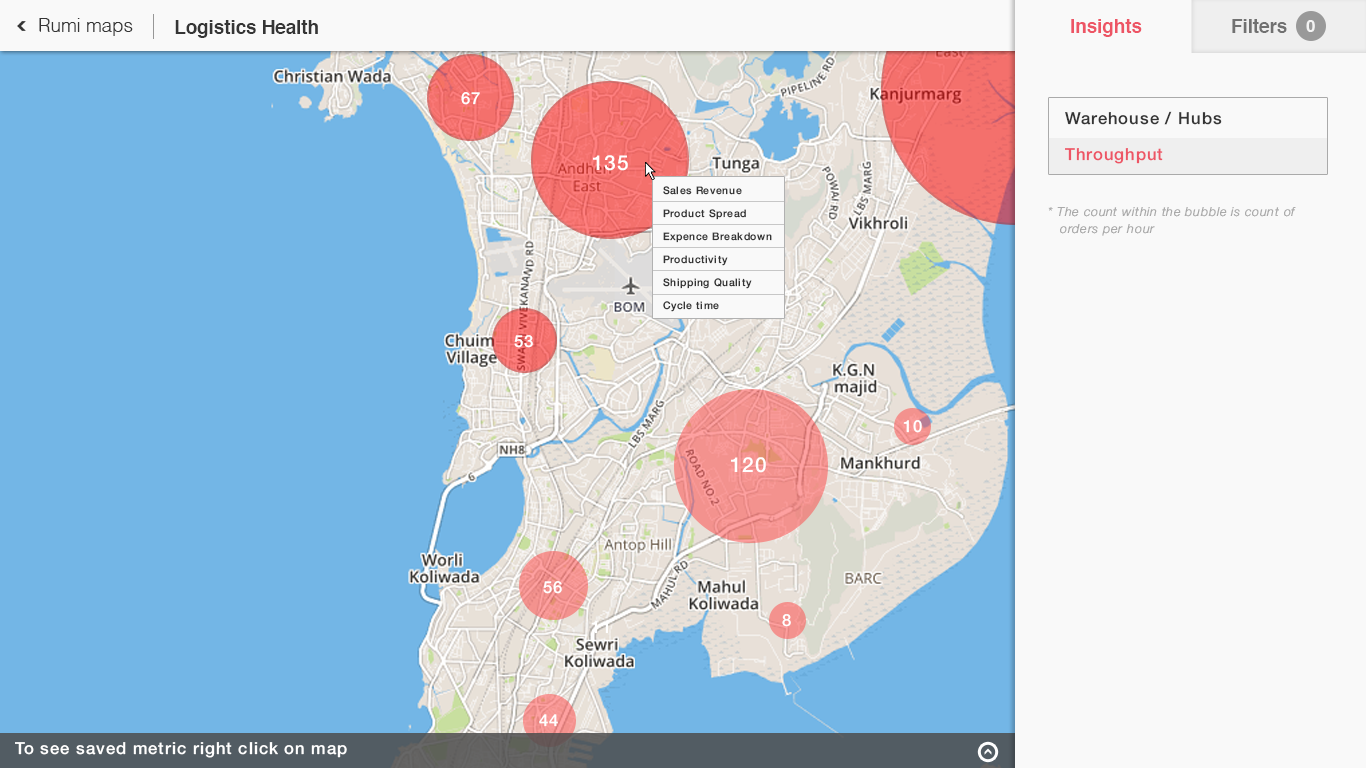 Rumi maps
Logistics Health
Insights
Filters 0
Christian Wada
67
East
PIPELINE RD
Kanjurmarg
135
Andheri
East
Tunga
Warehouse / Hubs
Throughput
Sales Revenue
Product Spread
Expence Breakdown
Productivity
Shipping Quality
Cycle time
POWAI RD
LBS MARG
Vikhroli
* The count within the bubble is count of
orders per hour
VIVEKANAND RD
BOM
Chuim
Village
53
K.G.N
majid
LBS MARG
10
NH8
6
120
ROAD NO.2
Mankhurd
Antop Hill
Worli
Koliwada
56
MAHUL RD
Mahul
Koliwada
BARC
8
Sewri
Koliwada
44
To see saved metric right click on map